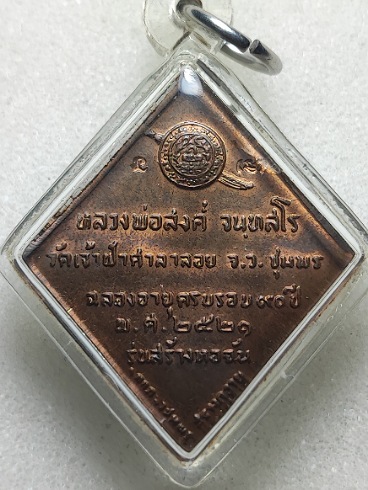 หลวงพ่อสงค์ จนฺทสโร
วัดเจ้าฟ้าศาลาลอย จ.ว. ชุมพร
ฉลองอายุครบรอบ ๙๐ ปี
พ.ศ. ๒๕๒๑
รุ่นสร้างหอฉัน